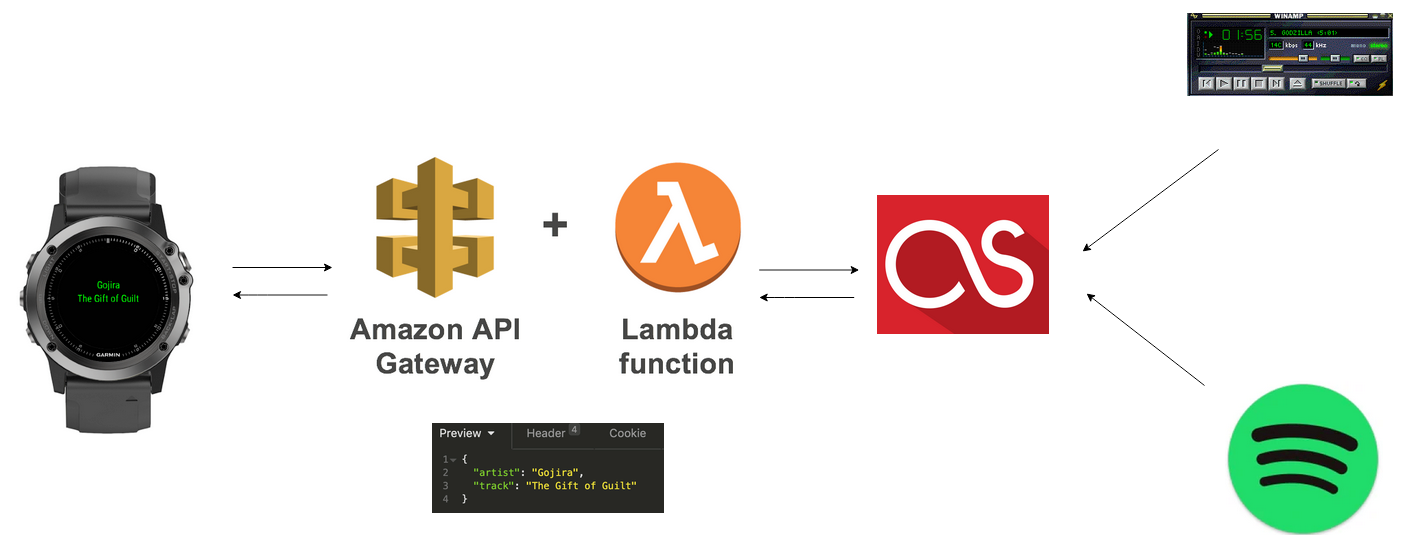 WINAMP
01:56
5. GODZILLA <5:01>
kbps
44 kHz
mono stereo
SHUFFLE
Gojira
The Gift of Guilt
GARMIN
+
Amazon API
Gateway
λ
Lambda
function
Preview Header 4 Cookie
1 {
2 "artist": "Gojira",
3 "track": "The Gift of Guilt"
4 }